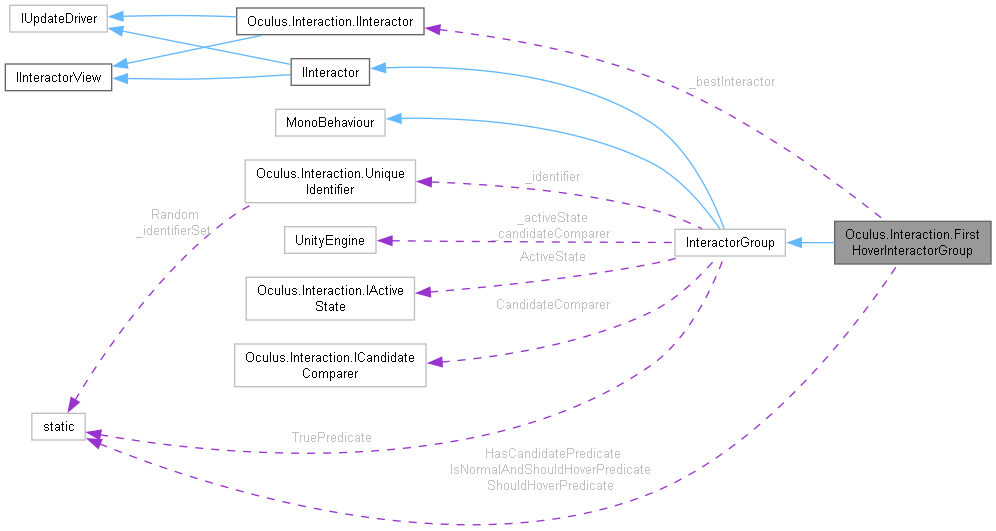 IUpdateDriver
Oculus.Interaction.IInteractor
IInteractorView
IInteractor
_bestInteractor
MonoBehaviour
Oculus.Interaction.Unique
Identifier
_identifier
Random
_identifierSet
_activeState
_candidateComparer
UnityEngine
InteractorGroup
Oculus.Interaction.First
HoverInteractorGroup
ActiveState
Oculus.Interaction.IActive
State
CandidateComparer
Oculus.Interaction.ICandidate
Comparer
static
TruePredicate
HasCandidatePredicate
IsNormalAndShouldHoverPredicate
ShouldHoverPredicate